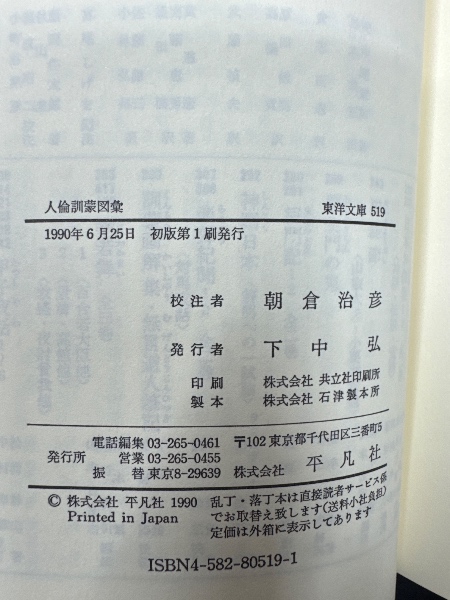 人倫訓蒙図彙 東洋文庫 519
1990年6月25日 初版第1刷発行
校注者 朝倉治彦
発行者 下中弘
印刷 株式会社 共立社印刷所
製本 株式会社 石津製本所
電話編集 03-265-0461 〒102 東京都千代田区三番町5
発行所 営業 03-265-0455
振替 東京8-29639 株式会社 平凡社
© 株式会社 平凡社 1990 乱丁・落丁本は直接読者サービス係
Printed in Japan でお取替え致します(送料小社負担)
定価は外箱に表示してあります
ISBN4-582-80519-1